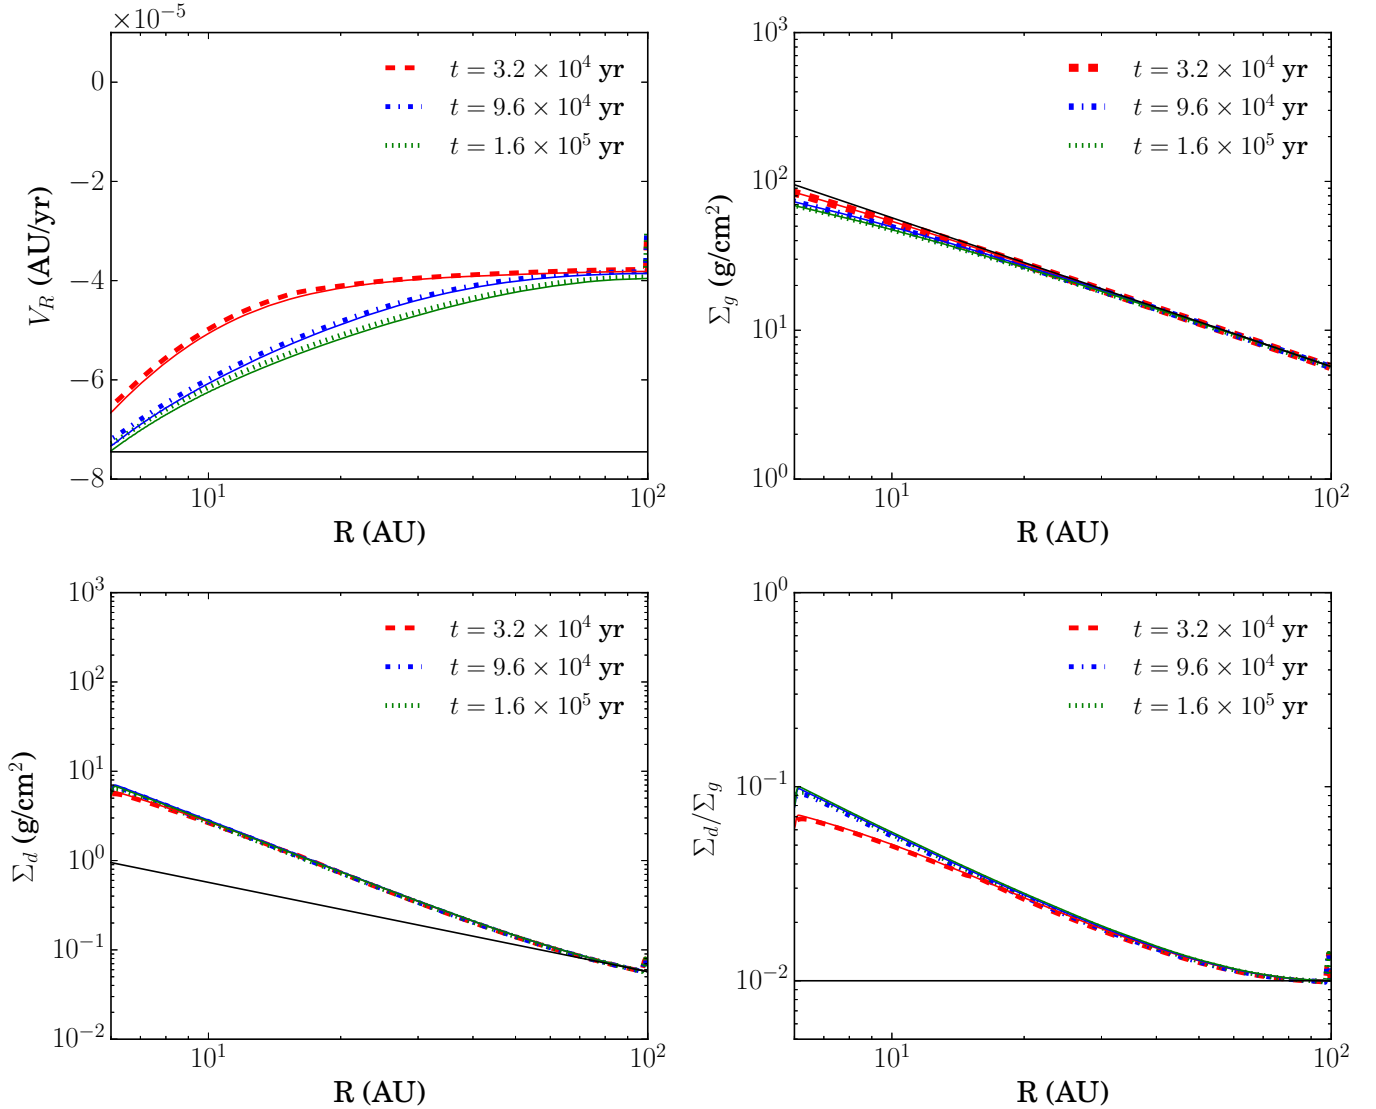 ×10⁻⁵
0
−2
−4
−6
−8
V_R (AU/yr)
t = 3.2 × 10⁴ yr
t = 9.6 × 10⁴ yr
t = 1.6 × 10⁵ yr
10¹ 10²
R (AU)
10³
10²
10¹
10⁰
Σ_g (g/cm²)
t = 3.2 × 10⁴ yr
t = 9.6 × 10⁴ yr
t = 1.6 × 10⁵ yr
10¹ 10²
R (AU)
10³
10²
10¹
10⁰
10⁻¹
10⁻²
Σ_d (g/cm²)
t = 3.2 × 10⁴ yr
t = 9.6 × 10⁴ yr
t = 1.6 × 10⁵ yr
10¹ 10²
R (AU)
10⁰
10⁻¹
10⁻²
Σ_d/Σ_g
t = 3.2 × 10⁴ yr
t = 9.6 × 10⁴ yr
t = 1.6 × 10⁵ yr
10¹ 10²
R (AU)